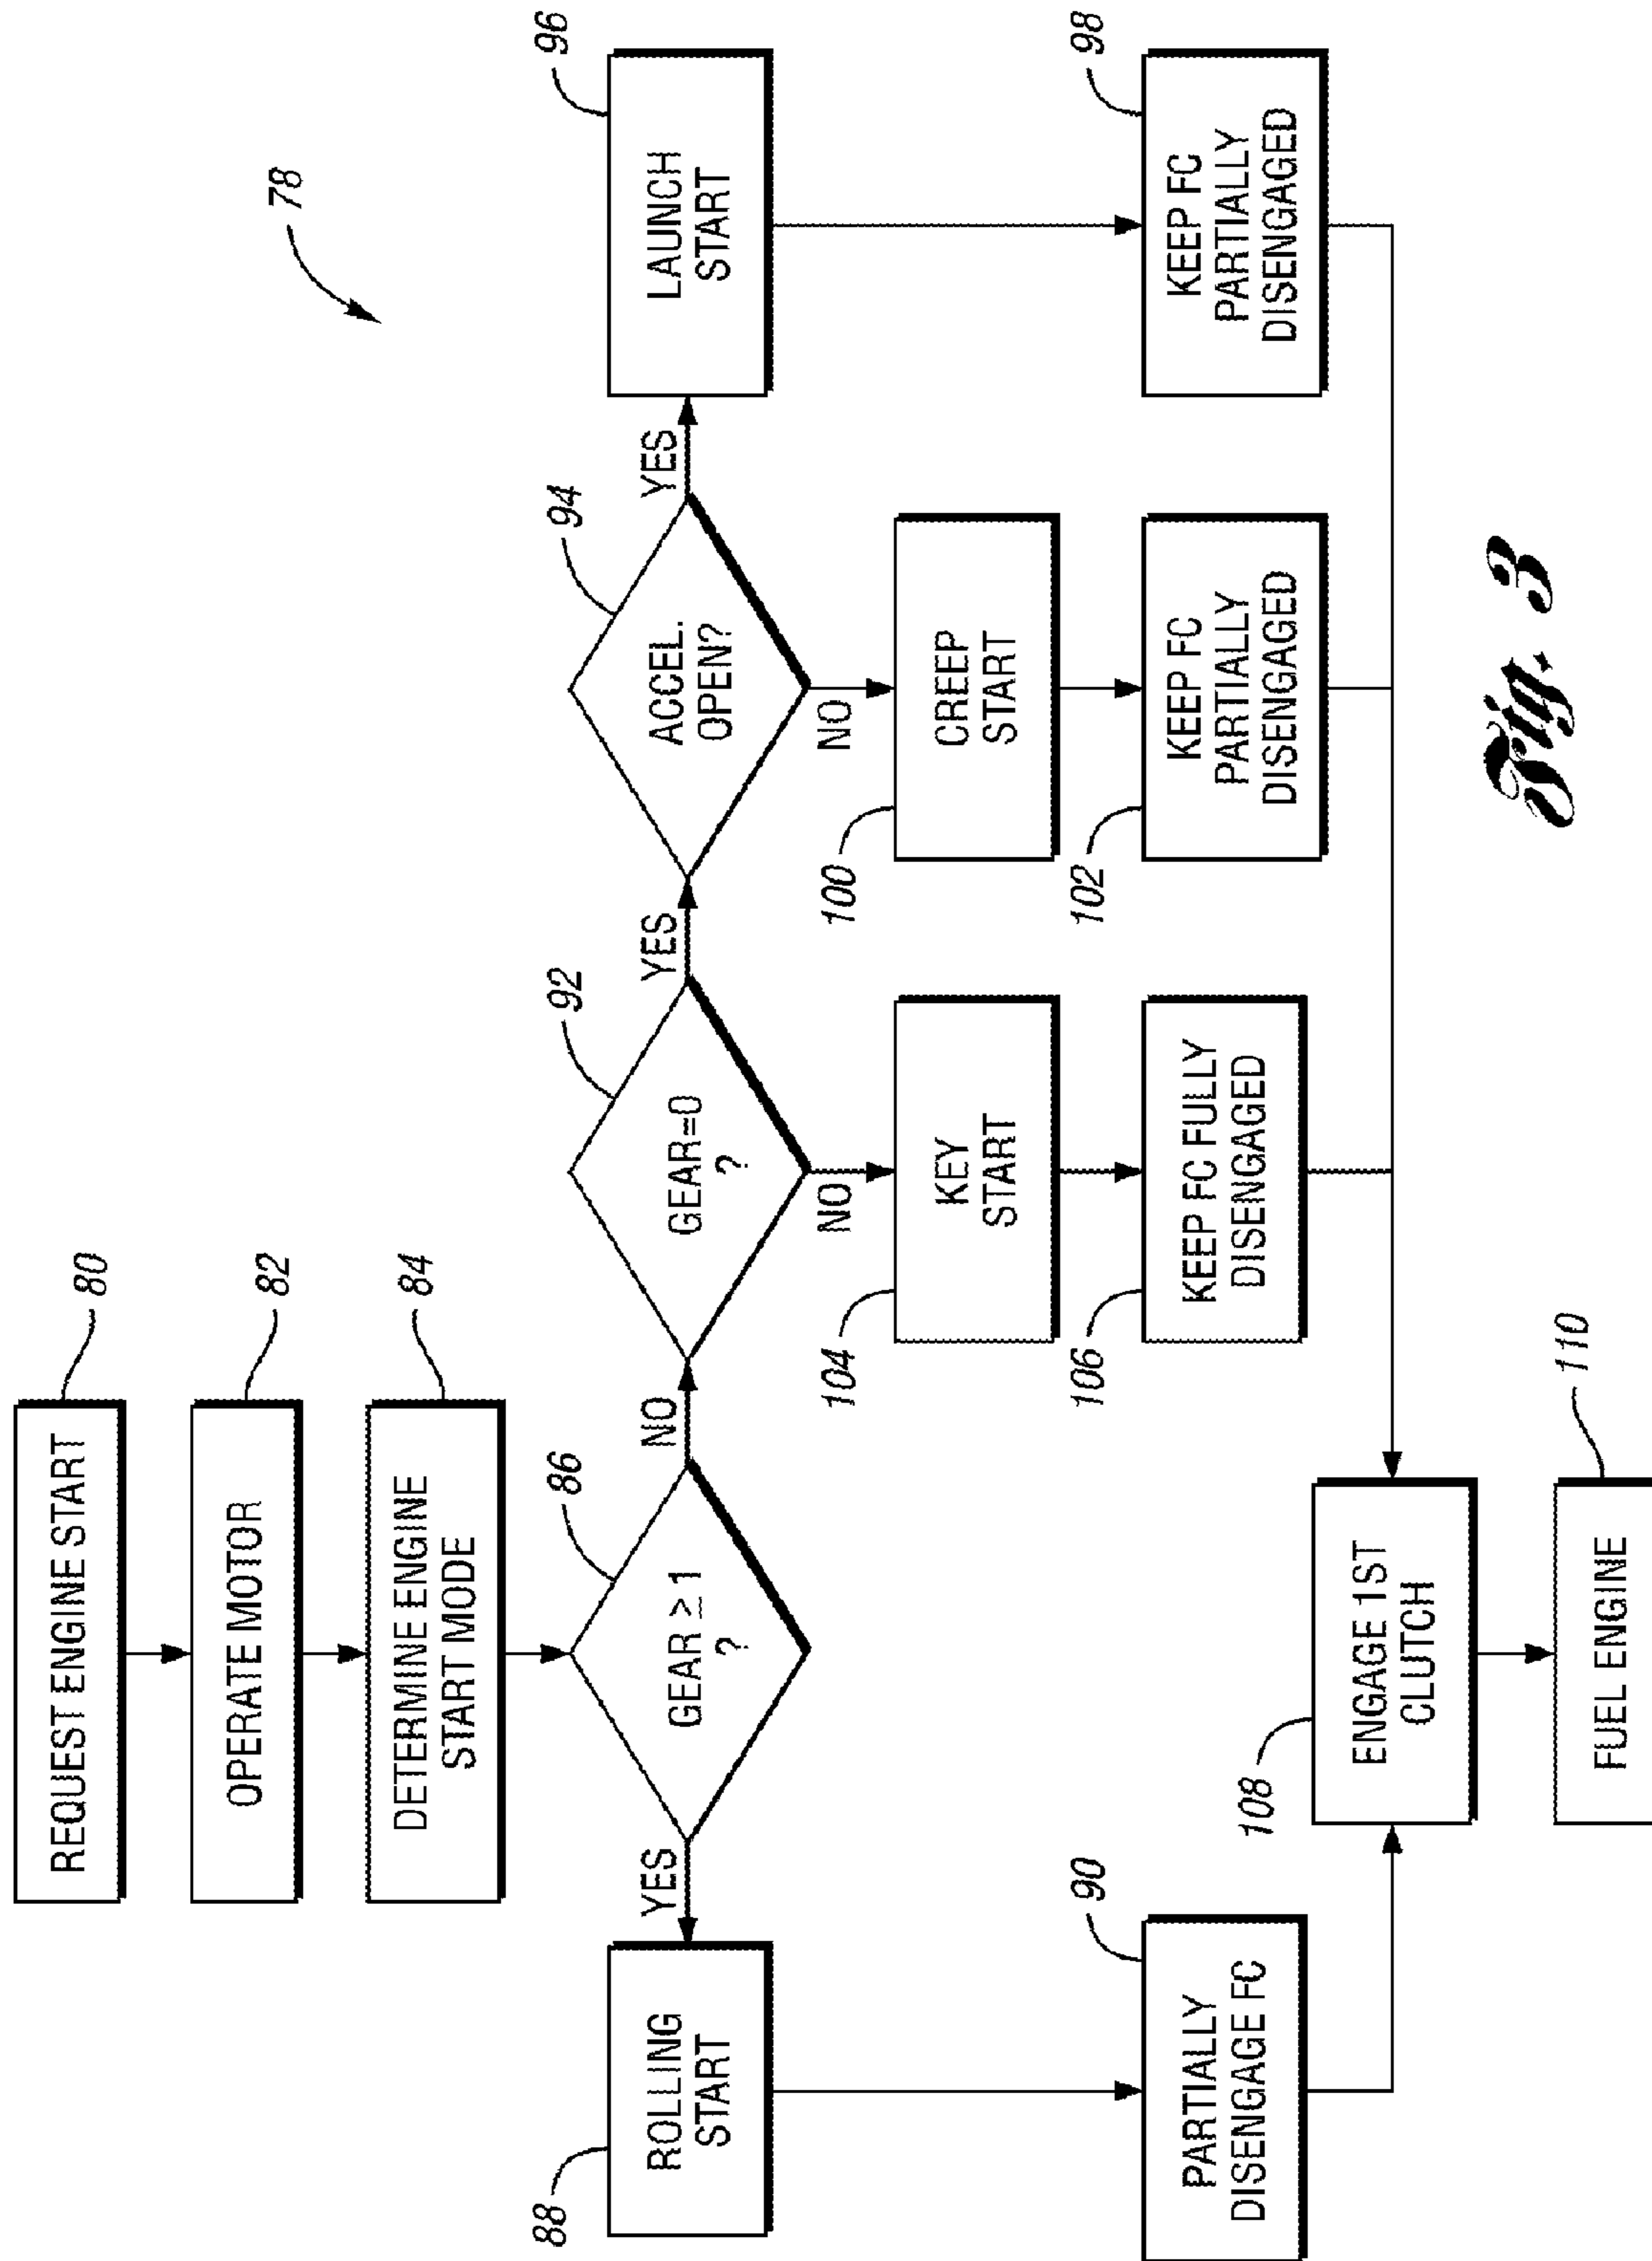 78
REQUEST ENGINE START
80
OPERATE MOTOR
82
DETERMINE ENGINE
START MODE
84
GEAR ≥ 1
?
86
YES
NO
ROLLING
START
88
GEAR=0
?
92
YES
NO
ACCEL.
OPEN?
94
YES
NO
LAUNCH
START
96
KEY
START
104
CREEP
START
100
PARTIALLY
DISENGAGE FC
90
KEEP FC FULLY
DISENGAGED
106
KEEP FC
PARTIALLY
DISENGAGED
102
KEEP FC
PARTIALLY
DISENGAGED
98
ENGAGE 1ST
CLUTCH
108
FUEL ENGINE
110
Fig. 3